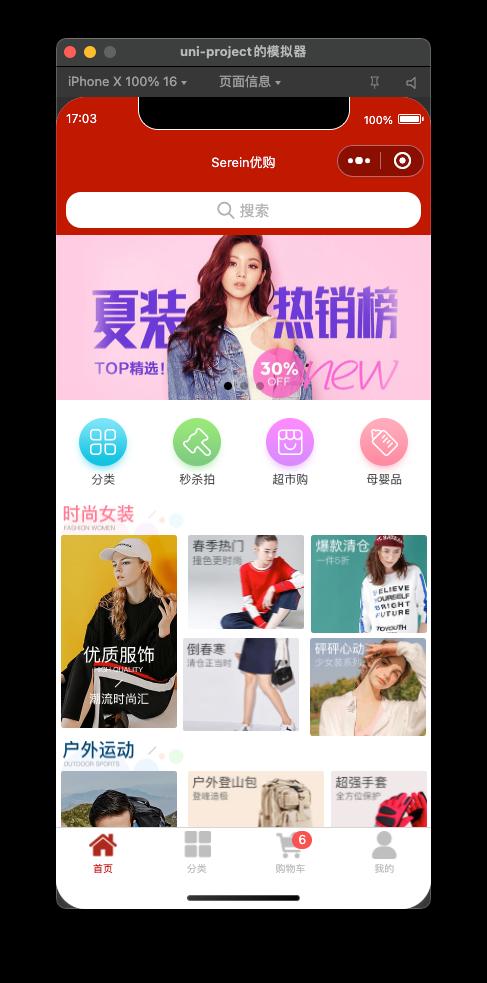 uni-project的模拟器
iPhone X 100% 16 页面信息
17:03 100%
Serein优购
搜索
夏装 热销榜
TOP精选!
30%
OFF
new
分类 秒杀拍 超市购 母婴品
时尚女装
FASHION WOMEN
春季热门
撞色更时尚
爆款清仓
一件5折
BELIEVE
YOURSELF
BRIGHT
FUTURE
TOYOUTH
优质服饰
HIGH QUALITY
潮流时尚汇
倒春寒
清仓正当时
砰砰心动
少女装系列
户外运动
OUTDOOR SPORTS
户外登山包
登峰造极
超强手套
全方位保护
6
首页 分类 购物车 我的